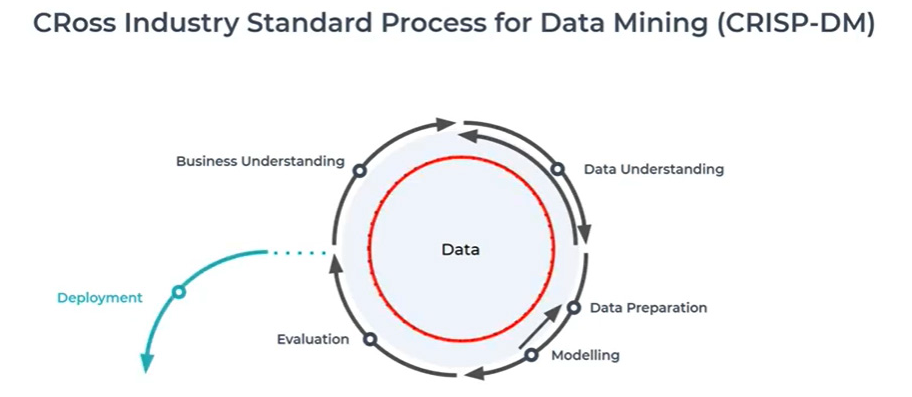 CRoss Industry Standard Process for Data Mining (CRISP-DM)
Business Understanding
Data Understanding
Data
Deployment
Data Preparation
Evaluation
Modelling